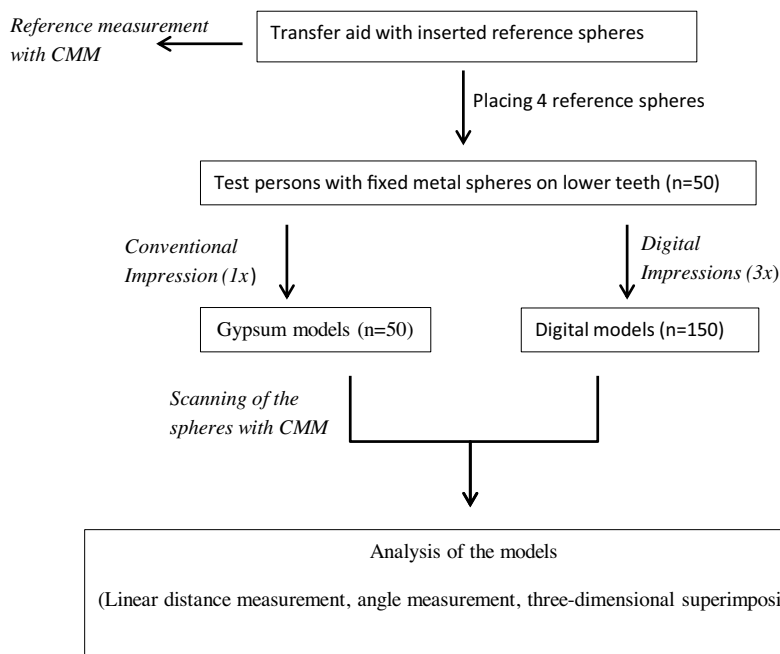 Reference measurement
with CMM
Transfer aid with inserted reference spheres
Placing 4 reference spheres
Test persons with fixed metal spheres on lower teeth (n=50)
Conventional
Impression (1x)
Digital
Impressions (3x)
Gypsum models (n=50)
Digital models (n=150)
Scanning of the
spheres with CMM
Analysis of the models
(Linear distance measurement, angle measurement, three-dimensional superimposi